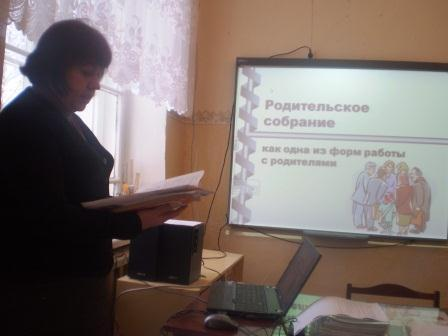 Родительское
собрание
как одна из форм работы
с родителями